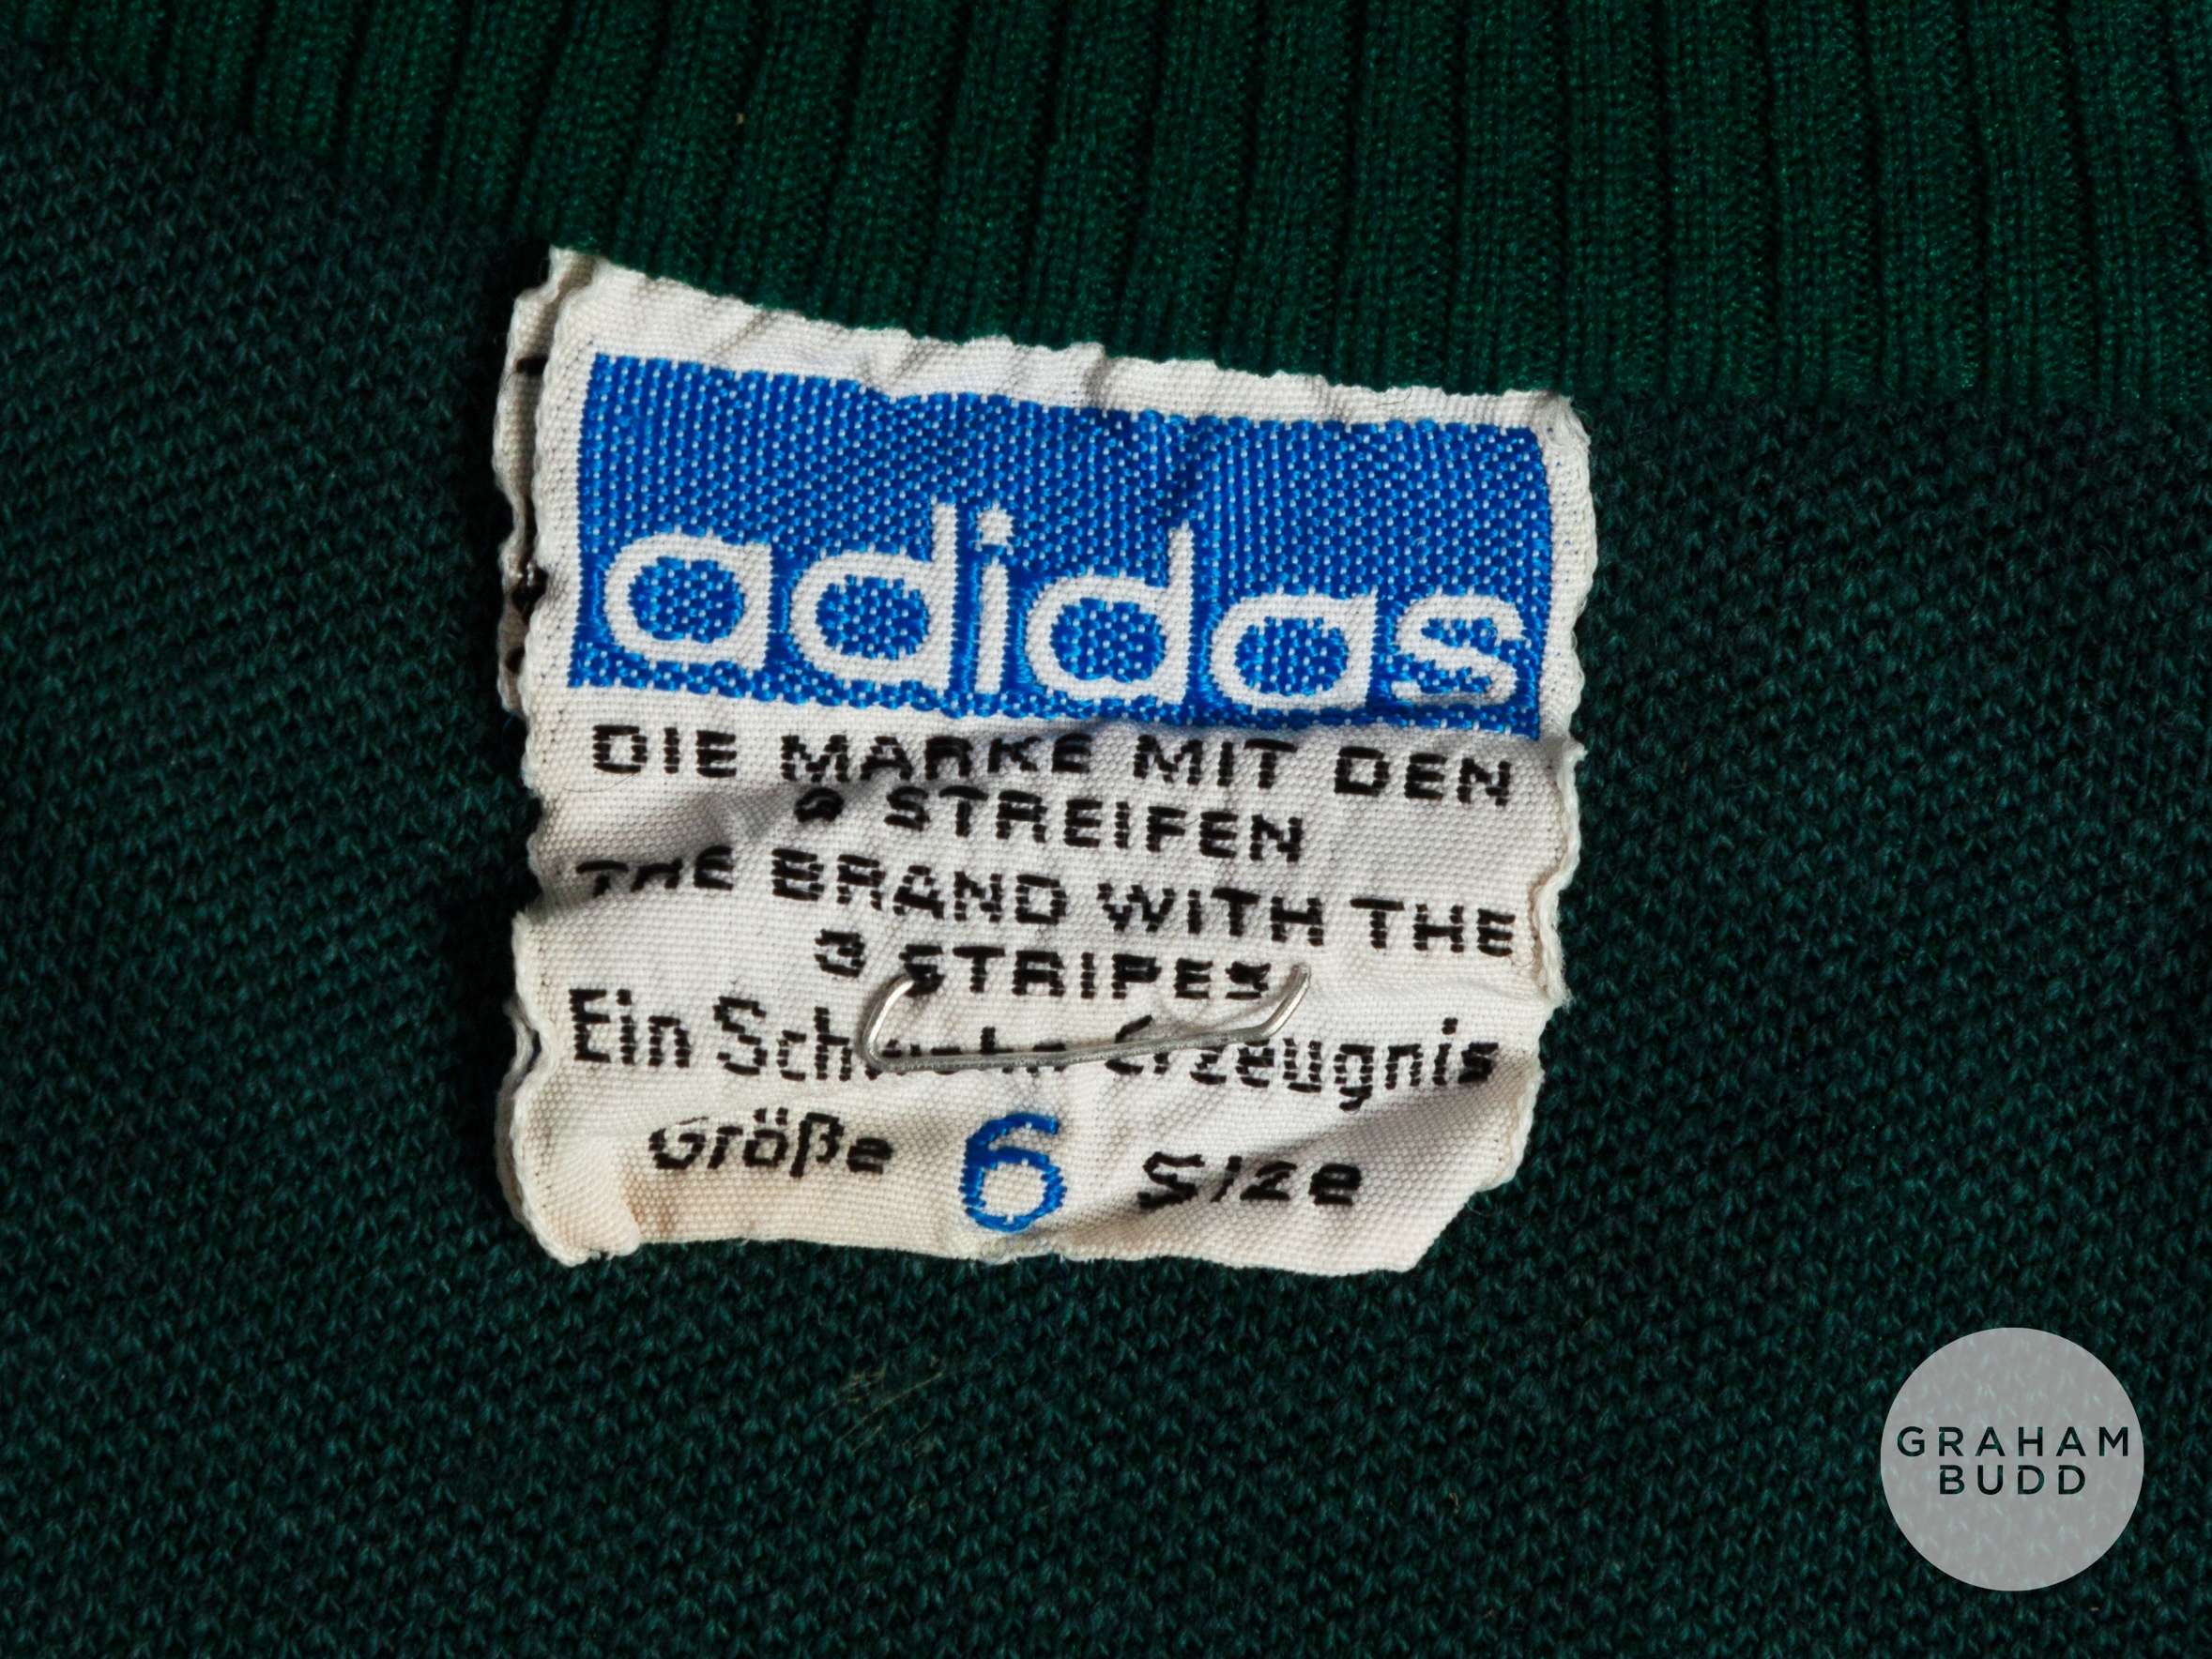 adidas
DIE MARKE MIT DEN
3 STREIFEN
THE BRAND WITH THE
3 STRIPES
Ein Schwahn Erzeugnis
Größe 6 Size
GRAHAM
BUDD